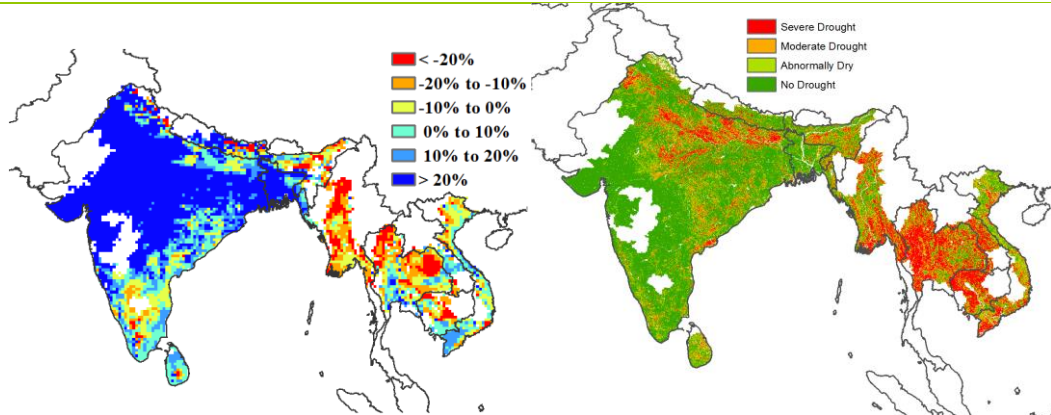 < -20%
-20% to -10%
-10% to 0%
0% to 10%
10% to 20%
> 20%
Severe Drought
Moderate Drought
Abnormally Dry
No Drought